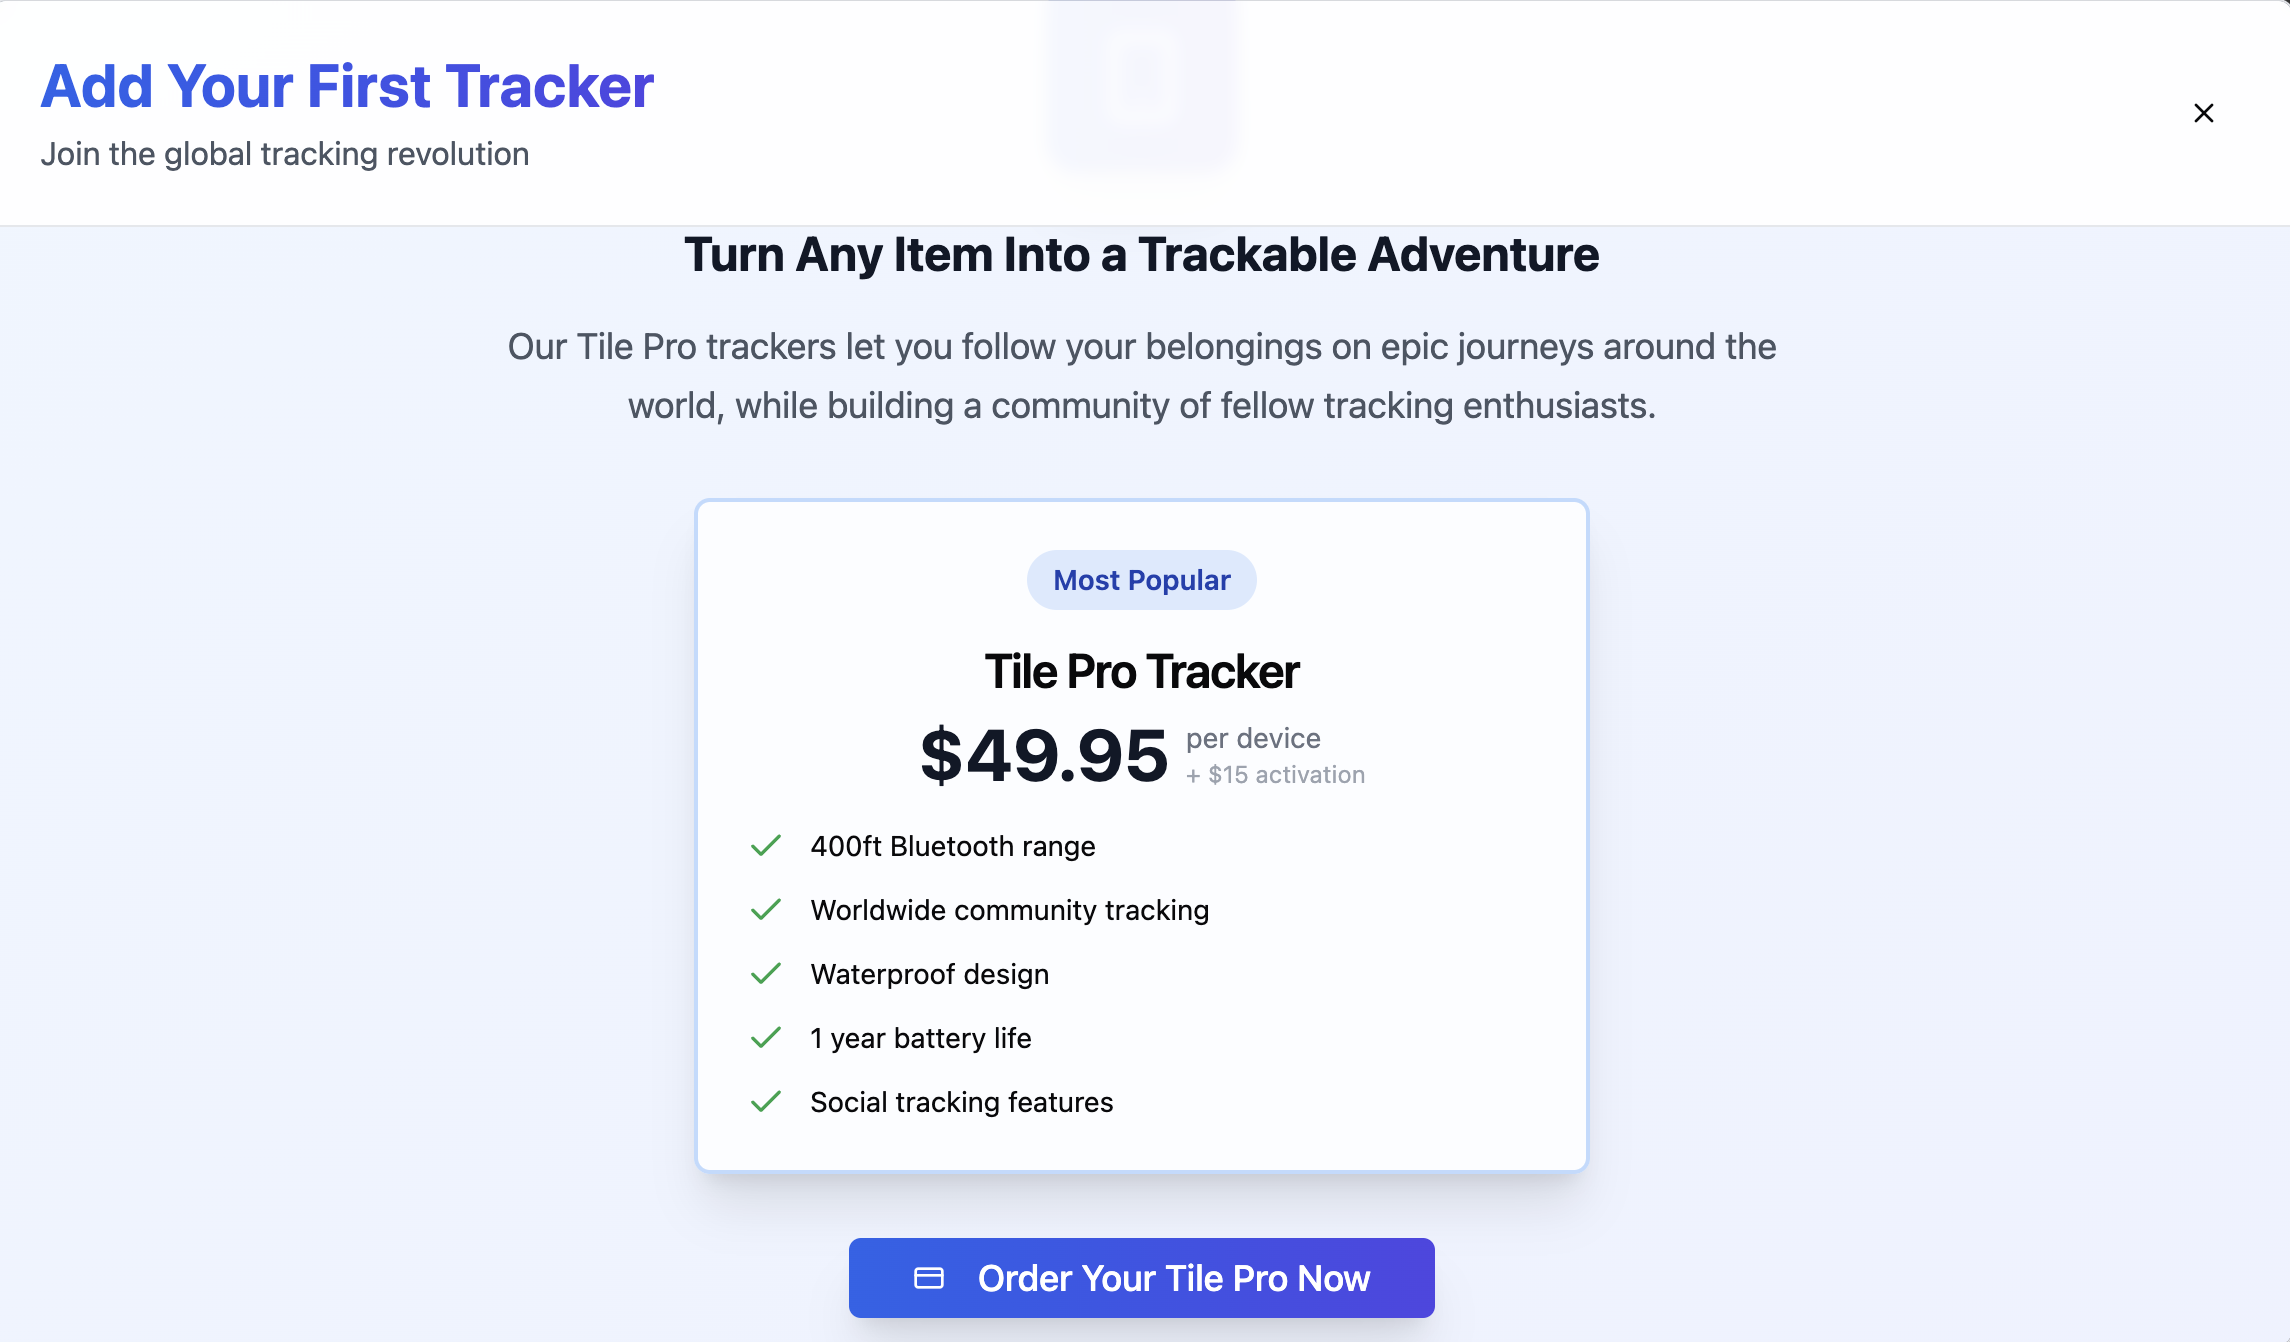 Add Your First Tracker
Join the global tracking revolution
Turn Any Item Into a Trackable Adventure
Our Tile Pro trackers let you follow your belongings on epic journeys around the
world, while building a community of fellow tracking enthusiasts.
Most Popular
Tile Pro Tracker
$49.95 per device
+ $15 activation
400ft Bluetooth range
Worldwide community tracking
Waterproof design
1 year battery life
Social tracking features
Order Your Tile Pro Now